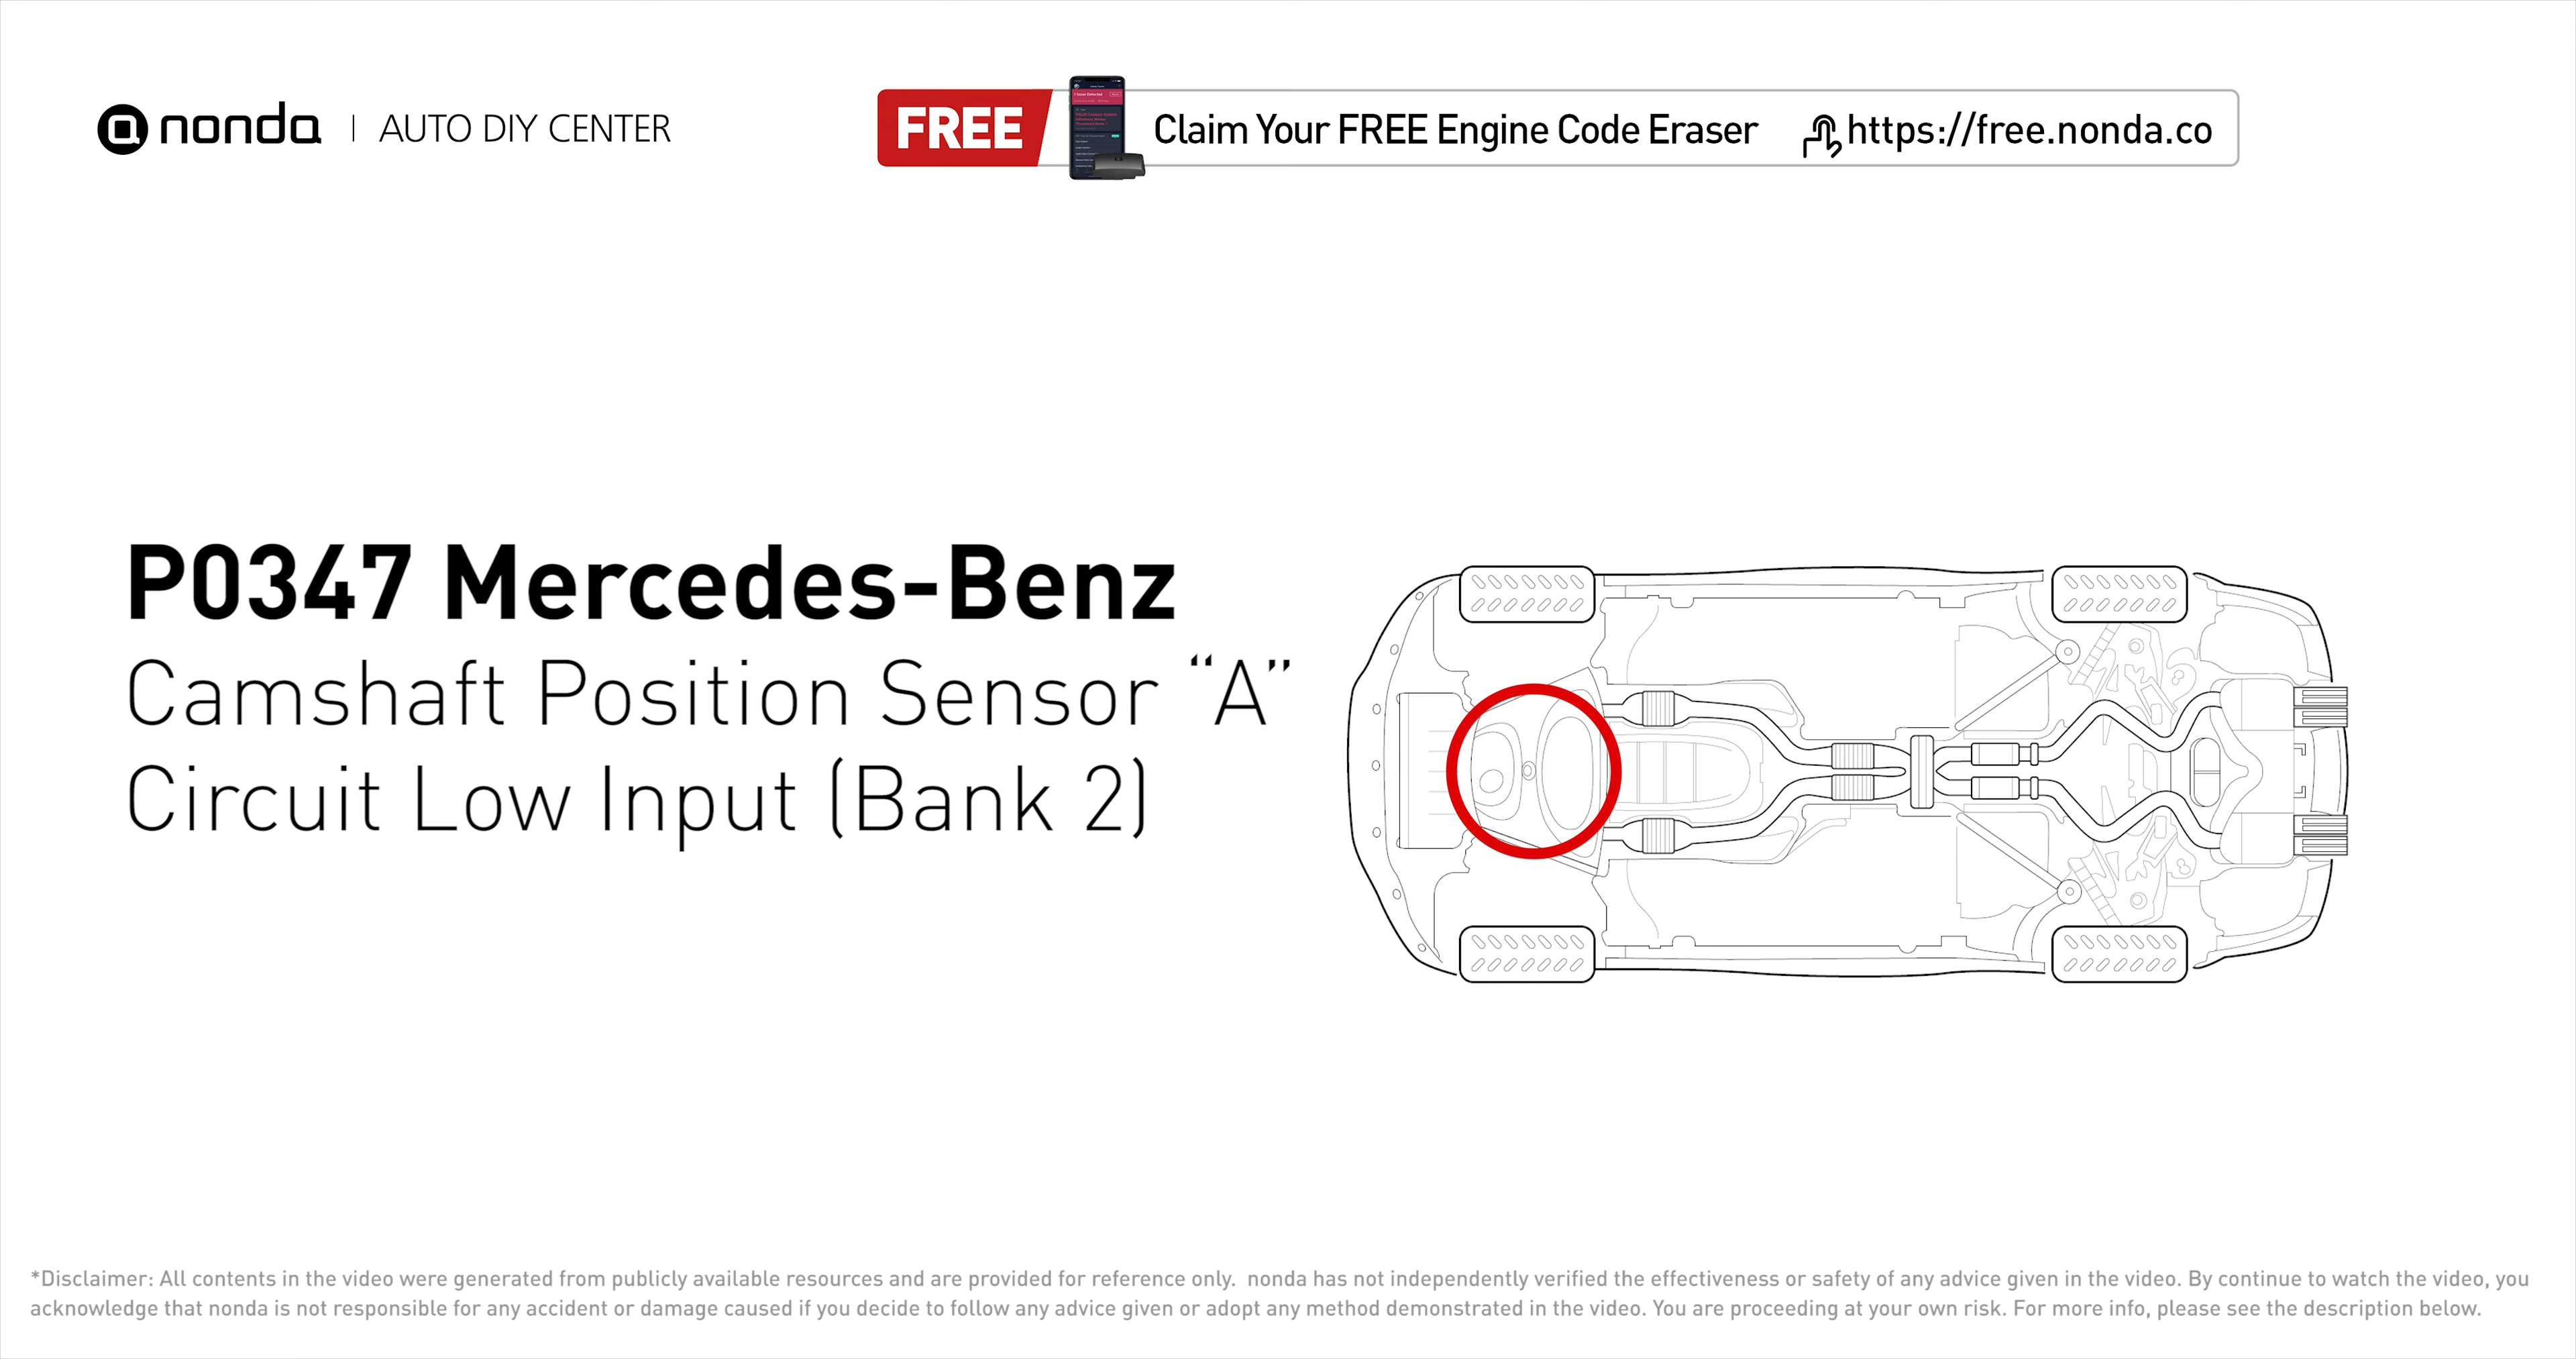 nonda | AUTO DIY CENTER
FREE Claim Your FREE Engine Code Eraser https://free.nonda.co
P0347 Mercedes-Benz
Camshaft Position Sensor “A”
Circuit Low Input (Bank 2)
*Disclaimer: All contents in the video were generated from publicly available resources and are provided for reference only. nonda has not independently verified the effectiveness or safety of any advice given in the video. By continue to watch the video, you
acknowledge that nonda is not responsible for any accident or damage caused if you decide to follow any advice given or adopt any method demonstrated in the video. You are proceeding at your own risk. For more info, please see the description below.